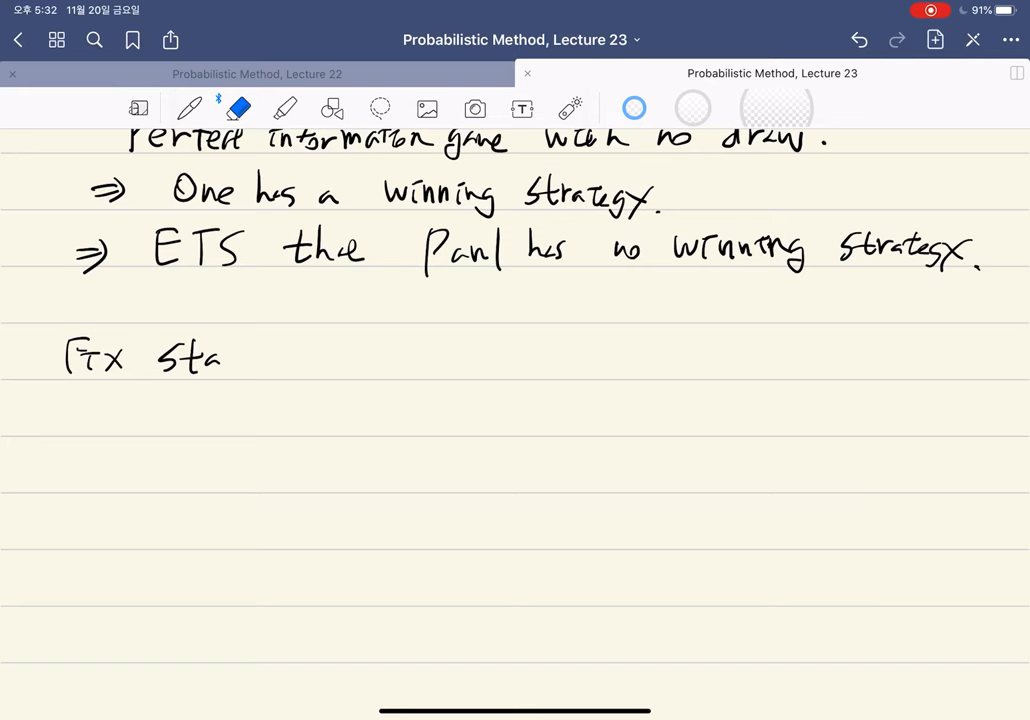 오후 5:32 11월 20일 금요일 91%
Probabilistic Method, Lecture 23
Probabilistic Method, Lecture 22
Probabilistic Method, Lecture 23
Perfect information game with no draw.
⇒ One has a winning strategy.
⇒ ETS the Paul has no winning strategy.
Fix sta